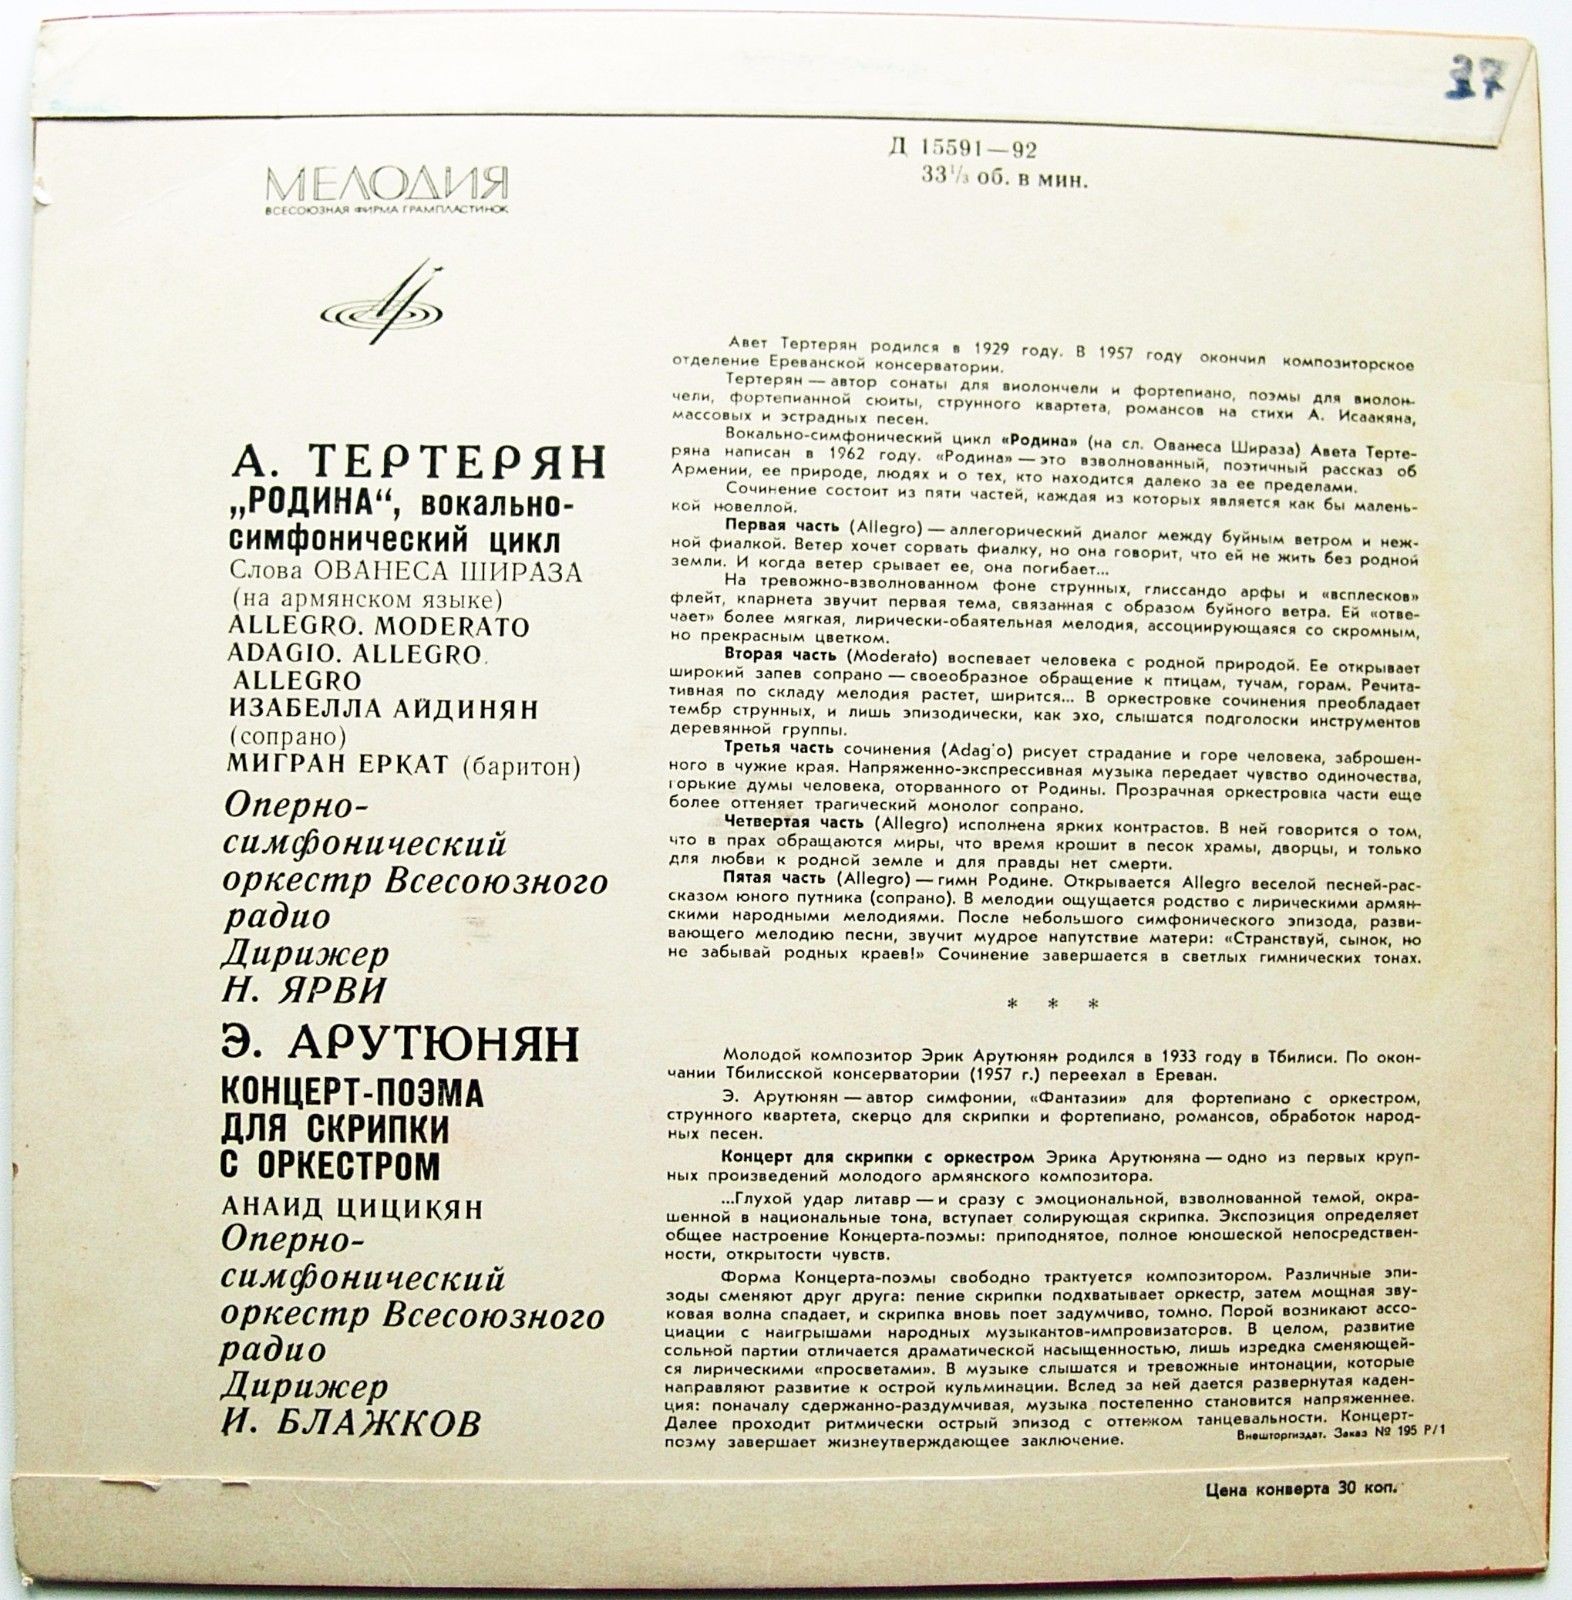 37
Д 15591—92
33⅓ об. в мин.
МЕЛОДИЯ
ВСЕСОЮЗНАЯ ФИРМА ГРАМПЛАСТИНОК
А. ТЕРТЕРЯН
„РОДИНА“, вокально-
симфонический цикл
Слова ОВАНЕСА ШИРАЗА
(на армянском языке)
ALLEGRO. MODERATO
ADAGIO. ALLEGRO.
ALLEGRO
ИЗАБЕЛЛА АЙДИНЯН
(сопрано)
МИГРАН ЕРКАТ (баритон)
Оперно-
симфонический
оркестр Всесоюзного
радио
Дирижер
Н. ЯРВИ
Э. АРУТЮНЯН
КОНЦЕРТ-ПОЭМА
ДЛЯ СКРИПКИ
С ОРКЕСТРОМ
АНАИД ЦИЦИКЯН
Оперно-
симфонический
оркестр Всесоюзного
радио
Дирижер
И. БЛАЖКОВ
Авет Тертерян родился в 1929 году. В 1957 году окончил композиторское
отделение Ереванской консерватории.
Тертерян — автор сонаты для виолончели и фортепиано, поэмы для виолон-
чели, фортепианной сюиты, струнного квартета, романсов на стихи А. Исаакяна,
массовых и эстрадных песен.
Вокально-симфонический цикл «Родина» (на сл. Ованеса Шираза) Авета Терте-
ряна написан в 1962 году. «Родина» — это взволнованный, поэтичный рассказ об
Армении, ее природе, людях и о тех, кто находится далеко за ее пределами.
Сочинение состоит из пяти частей, каждая из которых является как бы малень-
кой новеллой.
Первая часть (Allegro) — аллегорический диалог между буйным ветром и неж-
ной фиалкой. Ветер хочет сорвать фиалку, но она говорит, что ей не жить без родной
земли. И когда ветер срывает ее, она погибает...
На тревожно-взволнованном фоне струнных, глиссандо арфы и «всплесков»
флейт, кларнета звучит первая тема, связанная с образом буйного ветра. Ей «отве-
чает» более мягкая, лирически-обаятельная мелодия, ассоциирующаяся со скромным,
но прекрасным цветком.
Вторая часть (Moderato) воспевает человека с родной природой. Ее открывает
широкий запев сопрано — своеобразное обращение к птицам, тучам, горам. Речита-
тивная по складу мелодия растет, ширится... В оркестровке сочинения преобладает
тембр струнных, и лишь эпизодически, как эхо, слышатся подголоски инструментов
деревянной группы.
Третья часть сочинения (Adag'o) рисует страдание и горе человека, заброшен-
ного в чужие края. Напряженно-экспрессивная музыка передает чувство одиночества,
горькие думы человека, оторванного от Родины. Прозрачная оркестровка части еще
более оттеняет трагический монолог сопрано.
Четвертая часть (Allegro) исполнена ярких контрастов. В ней говорится о том,
что в прах обращаются миры, что время крошит в песок храмы, дворцы, и только
для любви к родной земле и для правды нет смерти.
Пятая часть (Allegro) — гимн Родине. Открывается Allegro веселой песней-рас-
сказом юного путника (сопрано). В мелодии ощущается родство с лирическими армян-
скими народными мелодиями. После небольшого симфонического эпизода, разви-
вающего мелодию песни, звучит мудрое напутствие матери: «Странствуй, сынок, но
не забывай родных краев!» Сочинение завершается в светлых гимнических тонах.
* * *
Молодой композитор Эрик Арутюнян родился в 1933 году в Тбилиси. По окон-
чании Тбилисской консерватории (1957 г.) переехал в Ереван.
Э. Арутюнян — автор симфонии, «Фантазии» для фортепиано с оркестром,
струнного квартета, скерцо для скрипки и фортепиано, романсов, обработок народ-
ных песен.
Концерт для скрипки с оркестром Эрика Арутюняна — одно из первых круп-
ных произведений молодого армянского композитора.
...Глухой удар литавр — и сразу с эмоциональной, взволнованной темой, окра-
шенной в национальные тона, вступает солирующая скрипка. Экспозиция определяет
общее настроение Концерта-поэмы: приподнятое, полное юношеской непосредствен-
ности, открытости чувств.
Форма Концерта-поэмы свободно трактуется композитором. Различные эпи-
зоды сменяют друг друга: пение скрипки подхватывает оркестр, затем мощная зву-
ковая волна спадает, и скрипка вновь поет задумчиво, томно. Порой возникают ассо-
циации с наигрышами народных музыкантов-импровизаторов. В целом, развитие
сольной партии отличается драматической насыщенностью, лишь изредка сменяющей-
ся лирическими «просветами». В музыке слышатся и тревожные интонации, которые
направляют развитие к острой кульминации. Вслед за ней дается развернутая каден-
ция: поначалу сдержанно-раздумчивая, музыка постепенно становится напряженнее.
Далее проходит ритмически острый эпизод с оттенком танцевальности. Концерт-
поэму завершает жизнеутверждающее заключение.
Внешторгиздат. Заказ № 195 Р/1
Цена конверта 30 коп.